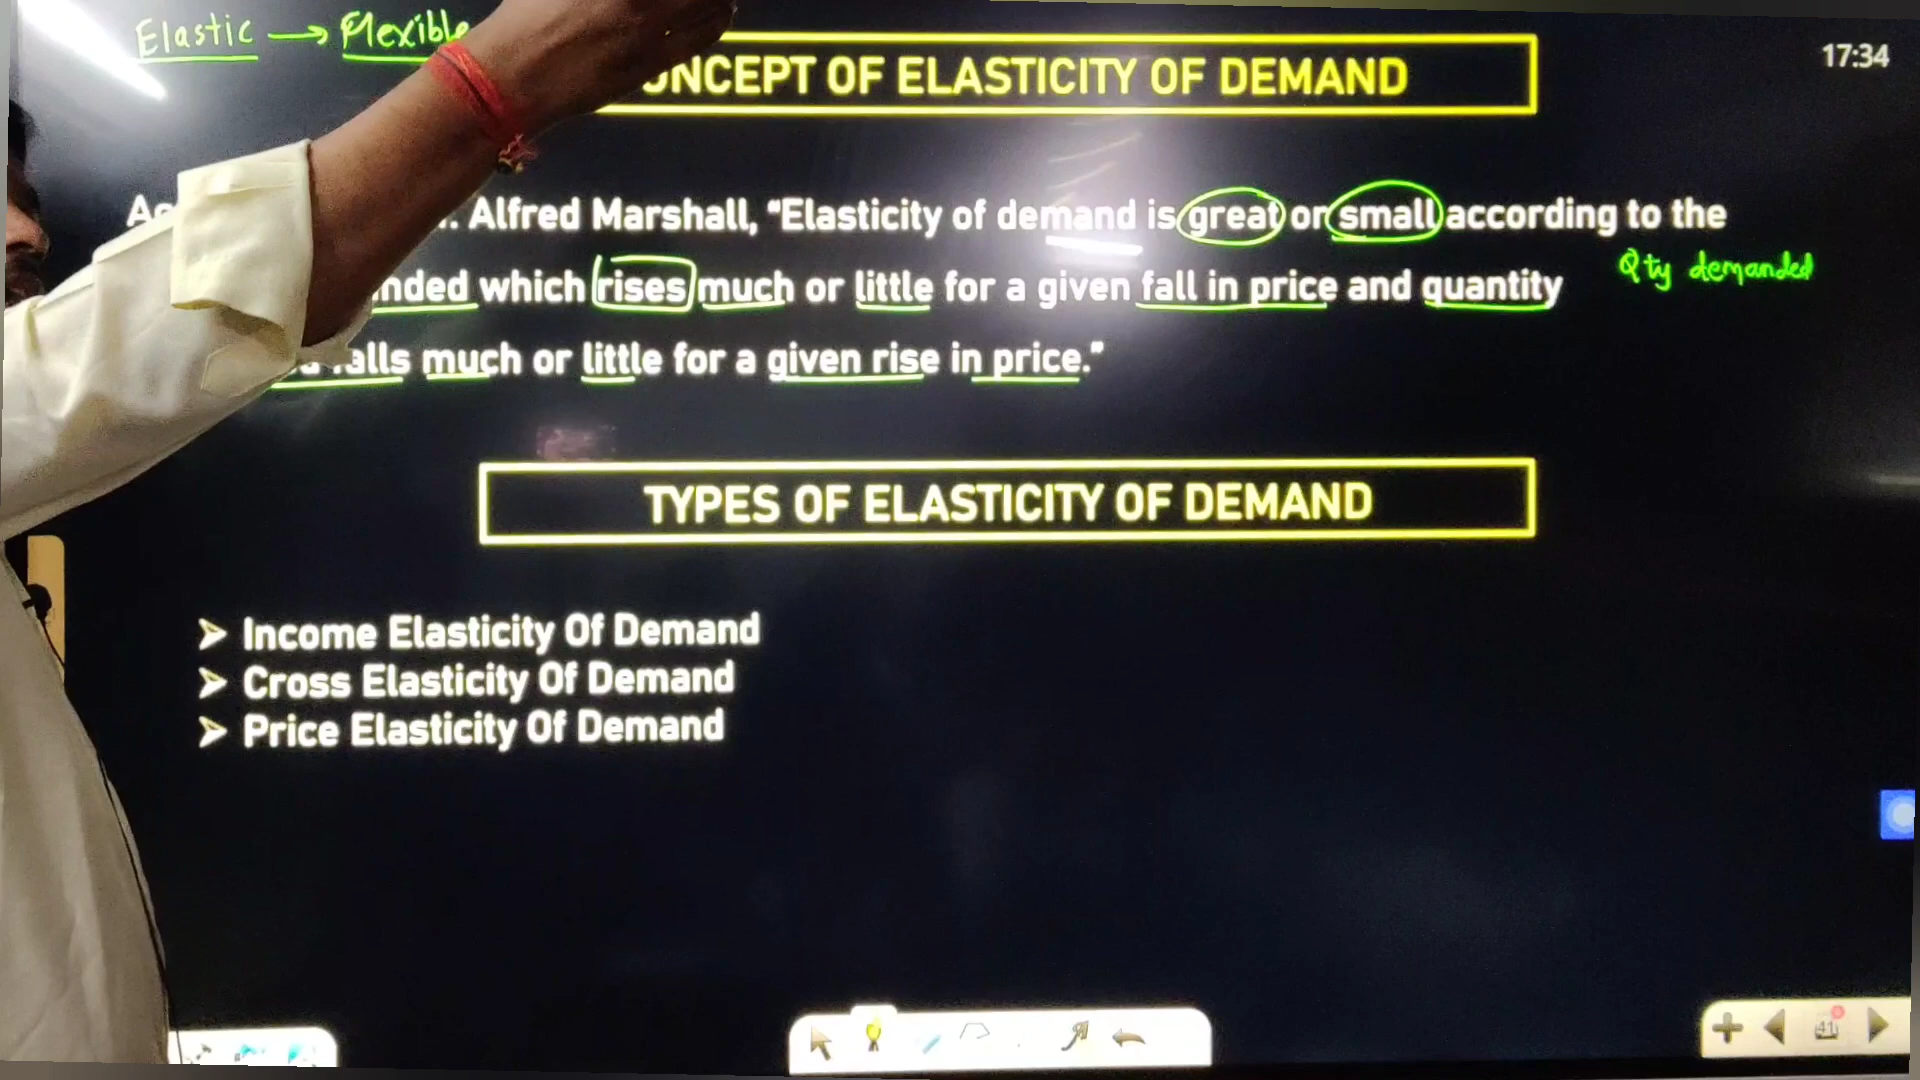 Elastic → Flexible
CONCEPT OF ELASTICITY OF DEMAND
17:34
Alfred Marshall, “Elasticity of demand is great or small according to the
which rises much or little for a given fall in price and quantity
Qty demanded
falls much or little for a given rise in price.”
TYPES OF ELASTICITY OF DEMAND
➤ Income Elasticity Of Demand
➤ Cross Elasticity Of Demand
➤ Price Elasticity Of Demand
41